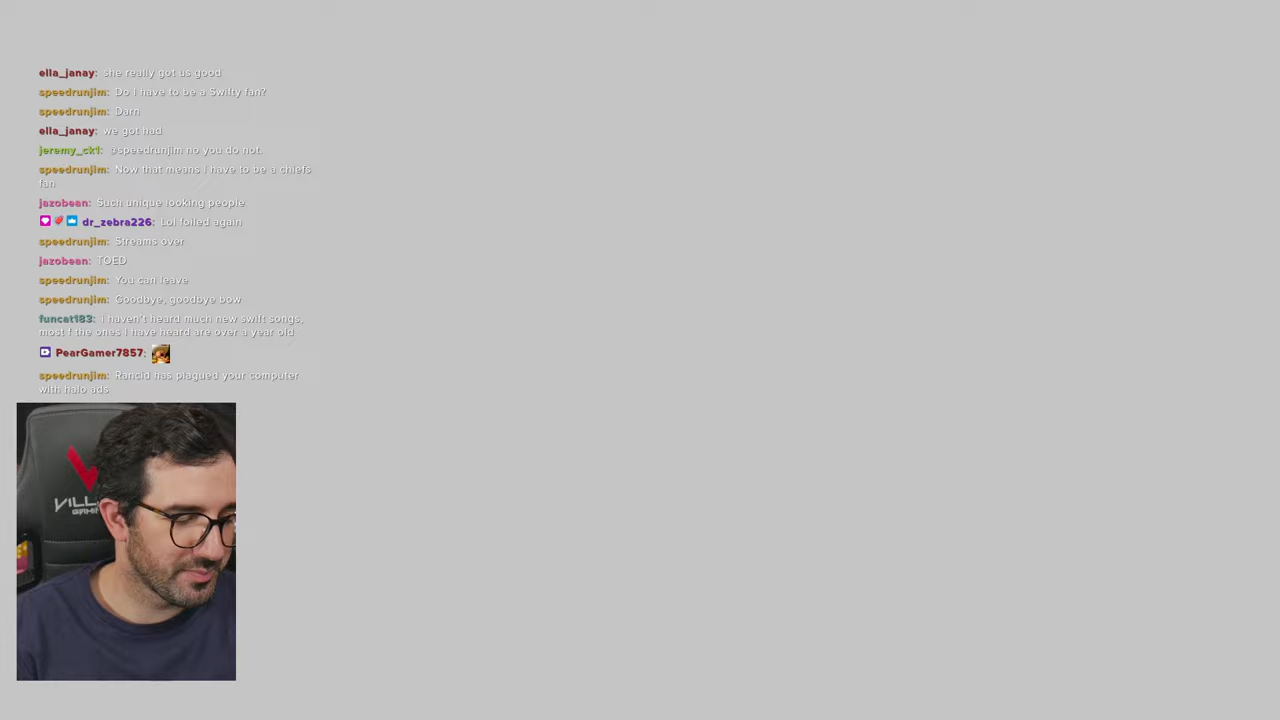 ella_janay: she really got us good
speedrunjim: Do I have to be a Swifty fan?
speedrunjim: Darn
ella_janay: we got had
jeremy_ck1: @speedrunjim no you do not.
speedrunjim: Now that means I have to be a chiefs
fan
jazobean: Such unique looking people
dr_zebra226: Lol foiled again
speedrunjim: Streams over
jazobean: TOED
speedrunjim: You can leave
speedrunjim: Goodbye, goodbye bow
funcat183: i haven't heard much new swift songs,
most f the ones I have heard are over a year old
PearGamer7857:
speedrunjim: Rancid has plagued your computer
with halo ads
VILL
GAMIN